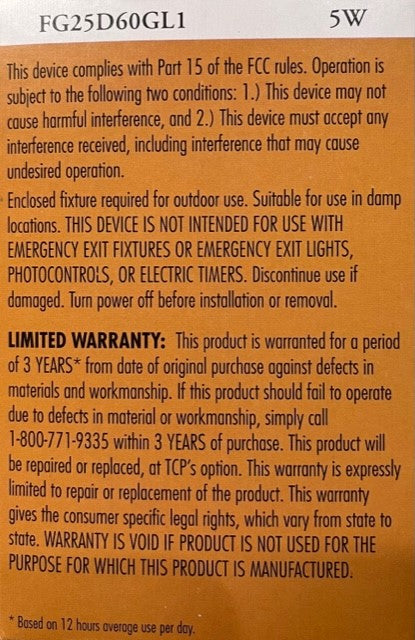 FG25D60GL1 5W
This device complies with Part 15 of the FCC rules. Operation is
subject to the following two conditions: 1.) This device may not
cause harmful interference, and 2.) This device must accept any
interference received, including interference that may cause
undesired operation.
Enclosed fixture required for outdoor use. Suitable for use in damp
locations. THIS DEVICE IS NOT INTENDED FOR USE WITH
EMERGENCY EXIT FIXTURES OR EMERGENCY EXIT LIGHTS,
PHOTOCONTROLS, OR ELECTRIC TIMERS. Discontinue use if
damaged. Turn power off before installation or removal.
LIMITED WARRANTY: This product is warranted for a period
of 3 YEARS* from date of original purchase against defects in
materials and workmanship. If this product should fail to operate
due to defects in material or workmanship, simply call
1-800-771-9335 within 3 YEARS of purchase. This product will
be repaired or replaced, at TCP's option. This warranty is expressly
limited to repair or replacement of the product. This warranty
gives the consumer specific legal rights, which vary from state to
state. WARRANTY IS VOID IF PRODUCT IS NOT USED FOR THE
PURPOSE FOR WHICH THIS PRODUCT IS MANUFACTURED.
* Based on 12 hours average use per day.